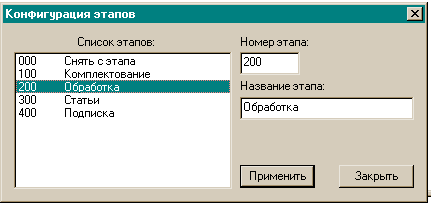 Конфигурация этапов
Список этапов:
000 Снять с этапа
100 Комплектование
200 Обработка
300 Статьи
400 Подписка
Номер этапа:
200
Название этапа:
Обработка
Применить
Закрыть